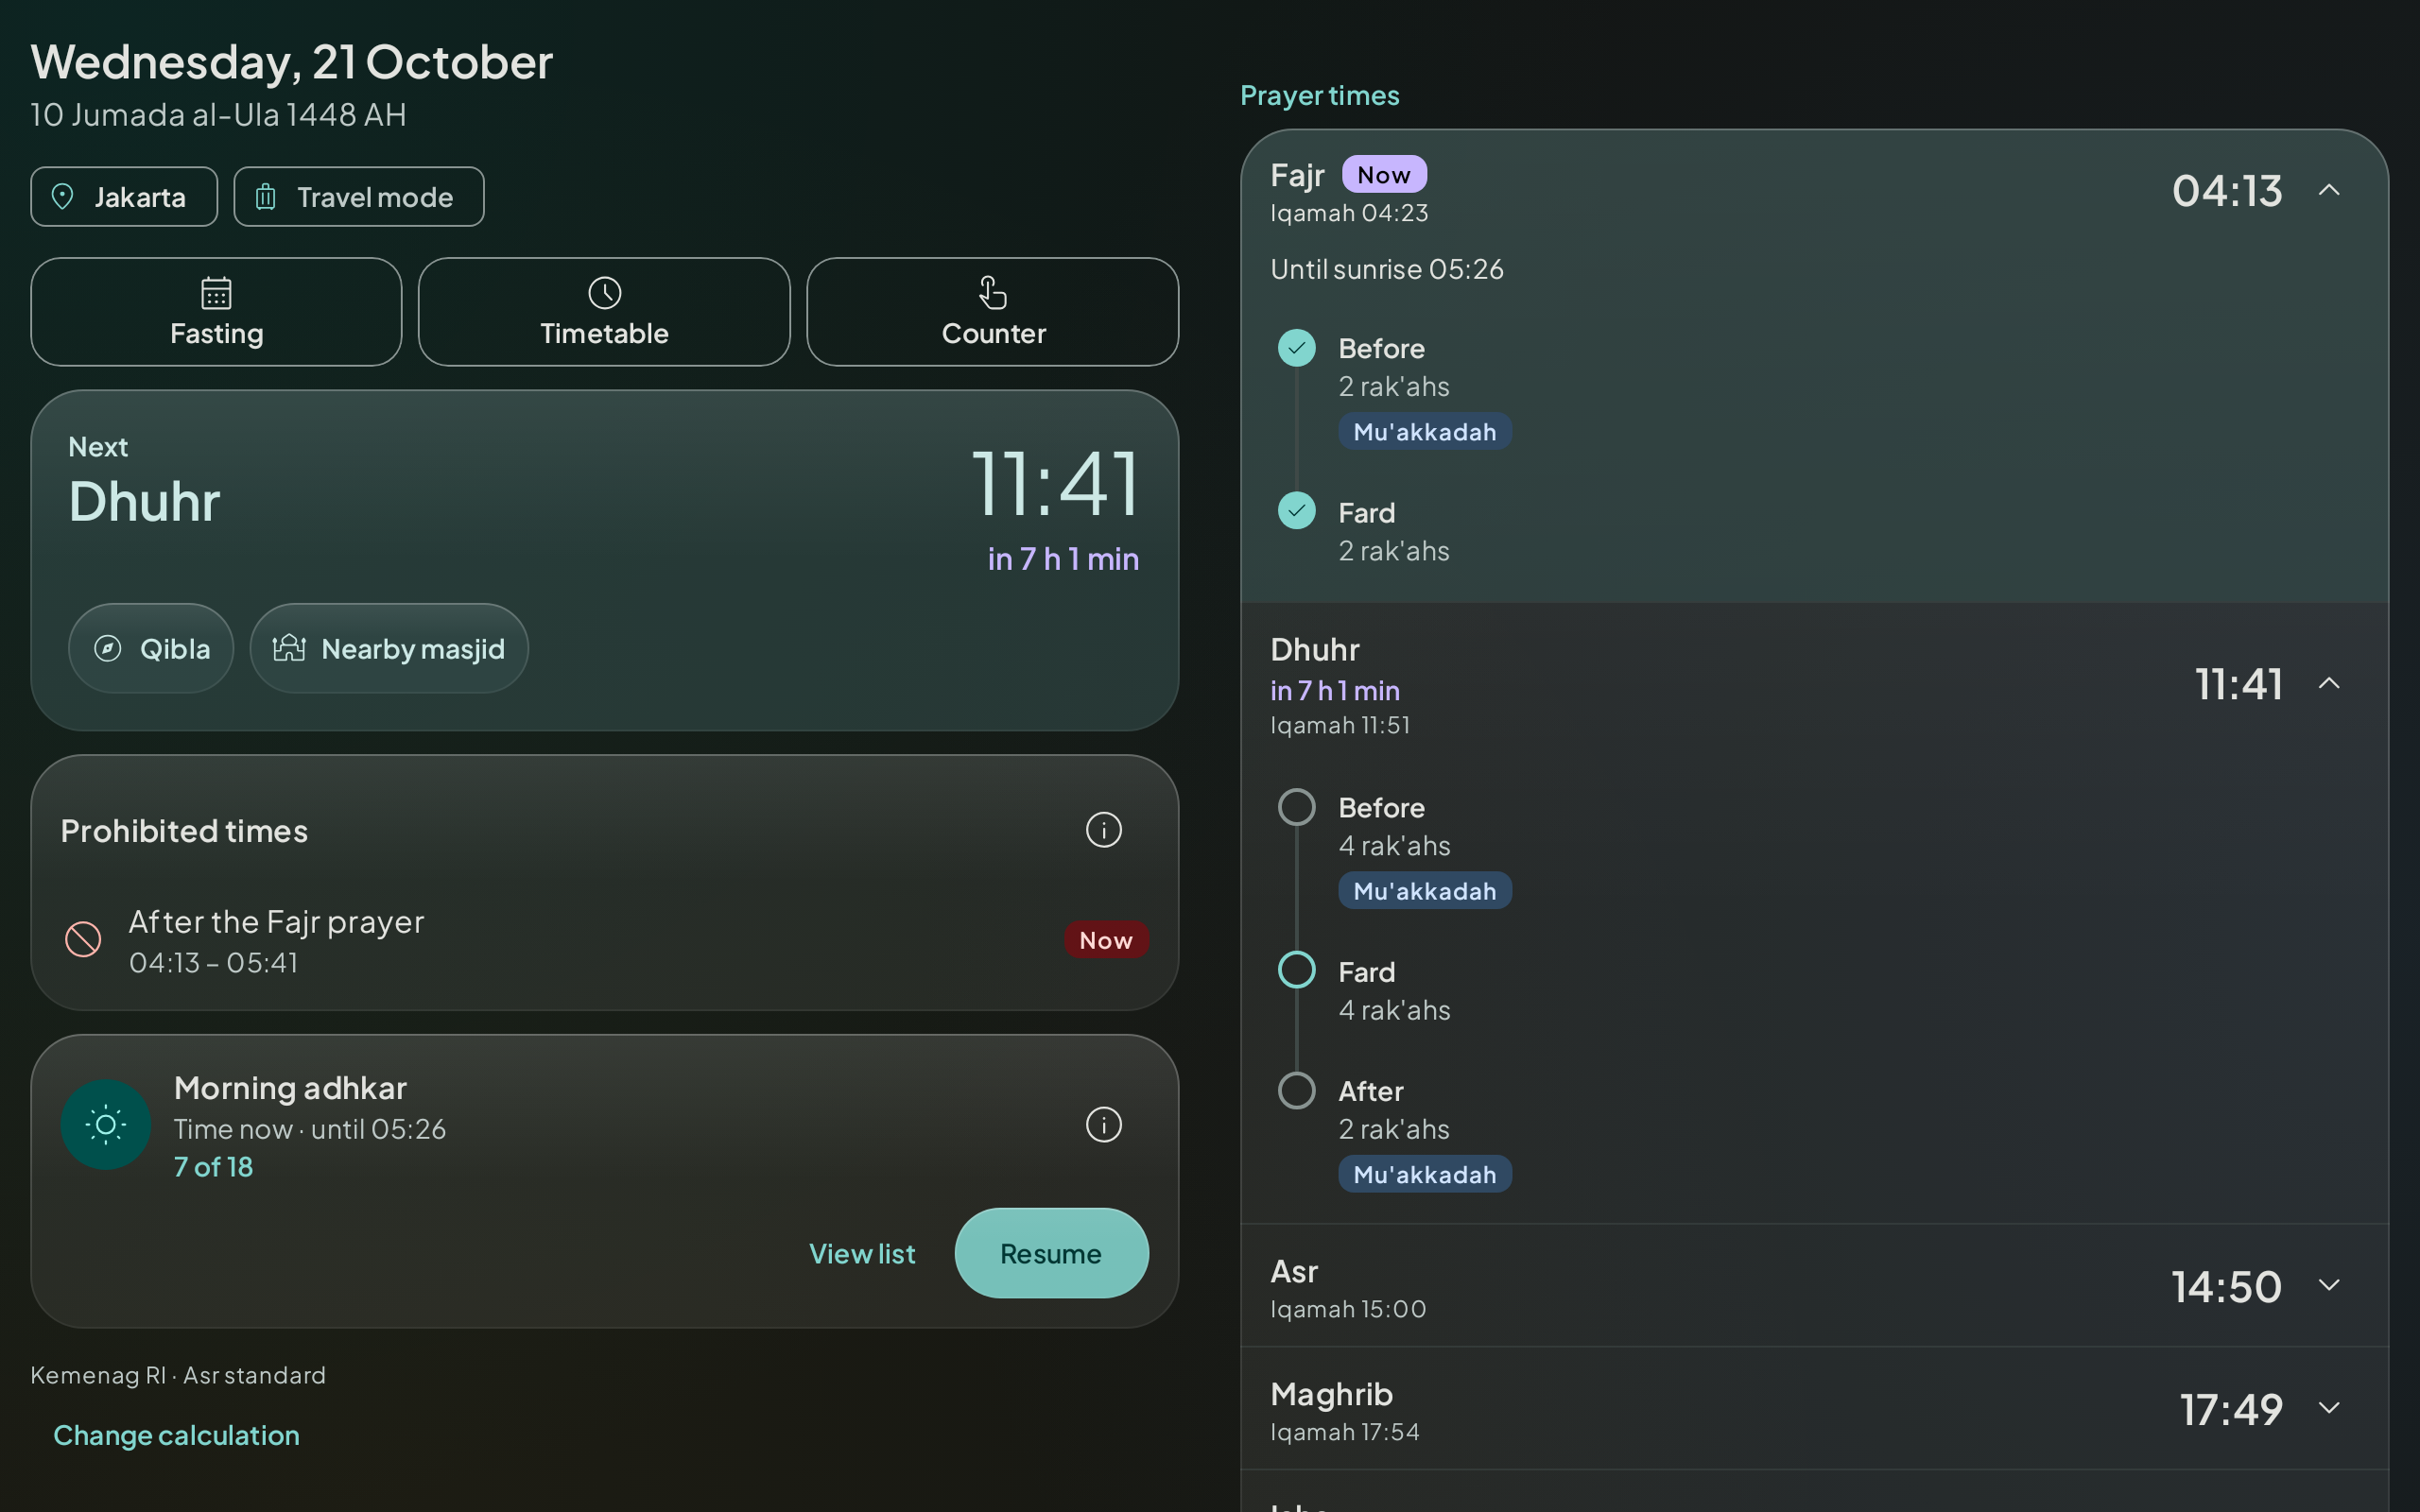 Wednesday, 21 October
10 Jumada al-Ula 1448 AH
Jakarta
Travel mode
Fasting
Timetable
Counter
Next
Dhuhr
11:41
in 7 h 1 min
Qibla
Nearby masjid
Prohibited times
After the Fajr prayer
04:13 – 05:41
Now
Morning adhkar
Time now · until 05:26
7 of 18
View list
Resume
Kemenag RI · Asr standard
Change calculation
Prayer times
Fajr
Now
Iqamah 04:23
04:13
Until sunrise 05:26
Before
2 rak'ahs
Mu'akkadah
Fard
2 rak'ahs
Dhuhr
in 7 h 1 min
Iqamah 11:51
11:41
Before
4 rak'ahs
Mu'akkadah
Fard
4 rak'ahs
After
2 rak'ahs
Mu'akkadah
Asr
Iqamah 15:00
14:50
Maghrib
Iqamah 17:54
17:49